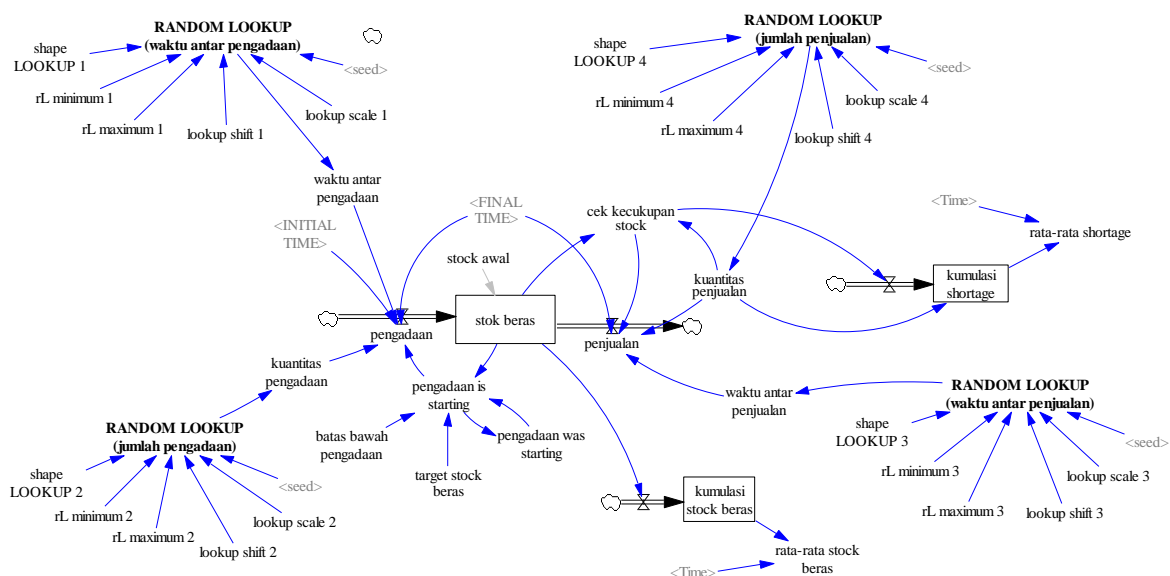 RANDOM LOOKUP
(waktu antar pengadaan)
shape
LOOKUP 1
rL minimum 1
rL maximum 1
lookup shift 1
lookup scale 1
<seed>
waktu antar
pengadaan
RANDOM LOOKUP
(jumlah penjualan)
shape
LOOKUP 4
rL minimum 4
rL maximum 4
lookup shift 4
lookup scale 4
<seed>
<INITIAL
TIME>
<FINAL
TIME>
cek kecukupan
stock
<Time>
rata-rata shortage
stock awal
kuantitas
penjualan
kumulasi
shortage
stok beras
pengadaan
penjualan
kuantitas
pengadaan
pengadaan is
starting
batas bawah
pengadaan
pengadaan was
starting
target stock
beras
waktu antar
penjualan
RANDOM LOOKUP
(waktu antar penjualan)
shape
LOOKUP 3
rL minimum 3
rL maximum 3
lookup shift 3
lookup scale 3
<seed>
RANDOM LOOKUP
(jumlah pengadaan)
shape
LOOKUP 2
rL minimum 2
rL maximum 2
lookup shift 2
lookup scale 2
<seed>
kumulasi
stock beras
rata-rata stock
beras
<Time>